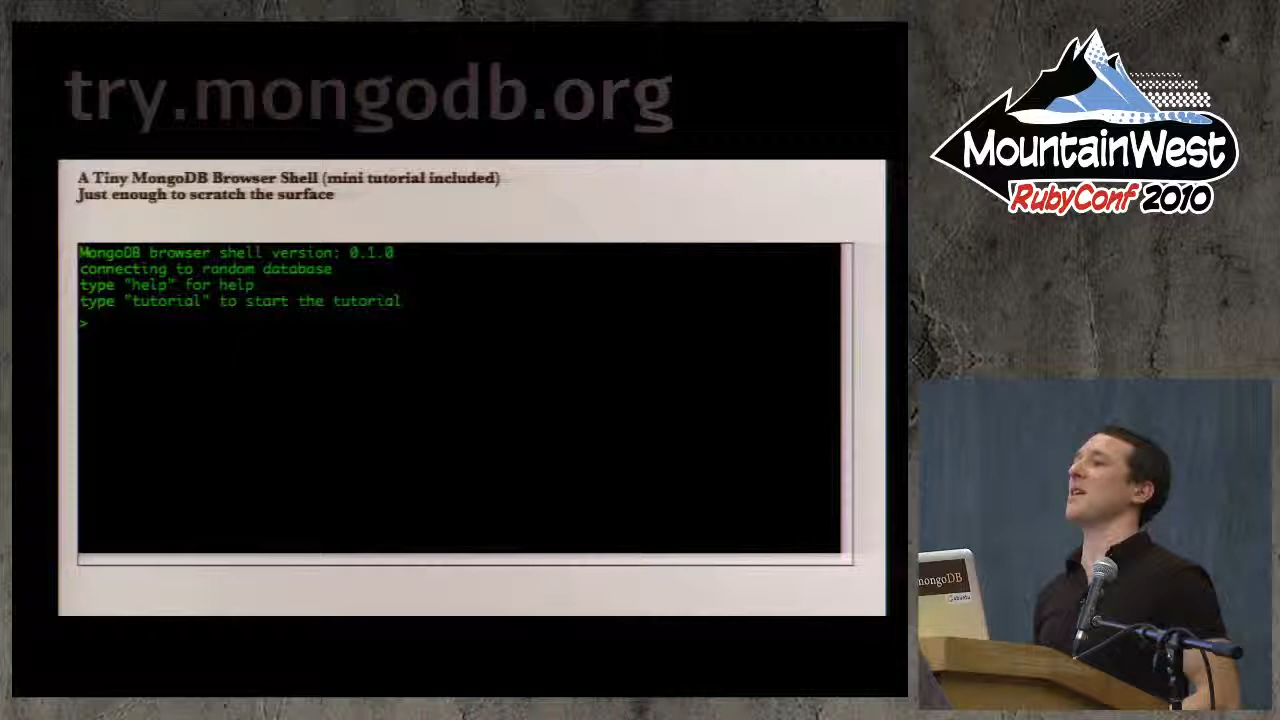 try.mongodb.org
A Tiny MongoDB Browser Shell (mini tutorial included)
Just enough to scratch the surface
MongoDB browser shell version: 0.1.0
connecting to random database
type "help" for help
type "tutorial" to start the tutorial
>
MountainWest
RubyConf 2010
mongoDB
ubuntu